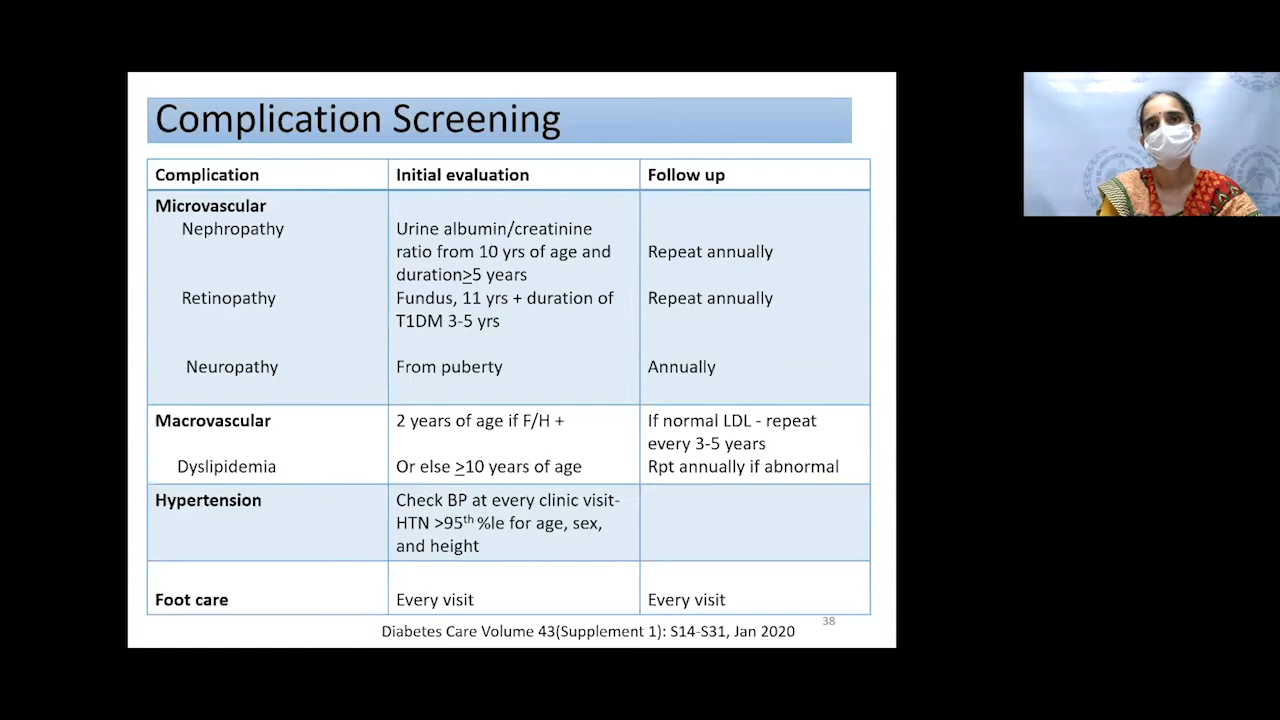 Complication Screening
Complication Initial evaluation Follow up
Microvascular
Nephropathy
Urine albumin/creatinine
ratio from 10 yrs of age and
duration≥5 years
Repeat annually
Retinopathy
Fundus, 11 yrs + duration of
T1DM 3-5 yrs
Repeat annually
Neuropathy
From puberty
Annually
Macrovascular
Dyslipidemia
2 years of age if F/H +
Or else ≥10 years of age
If normal LDL - repeat
every 3-5 years
Rpt annually if abnormal
Hypertension
Check BP at every clinic visit-
HTN >95th %le for age, sex,
and height
Foot care
Every visit
Every visit
38
Diabetes Care Volume 43(Supplement 1): S14-S31, Jan 2020